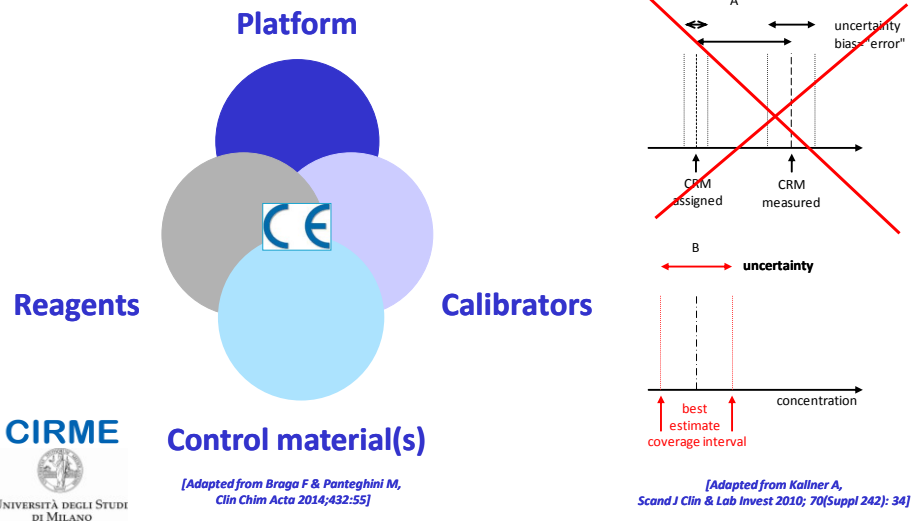 Platform
CE
Reagents
Calibrators
Control material(s)
CIRME
UNIVERSITÀ DEGLI STUDI
DI MILANO
[Adapted from Braga F & Panteghini M,
Clin Chim Acta 2014;432:55]
A
uncertainty
bias="error"
CRM
assigned
CRM
measured
B
uncertainty
concentration
best
estimate
coverage interval
[Adapted from Kallner A,
Scand J Clin & Lab Invest 2010; 70(Suppl 242): 34]